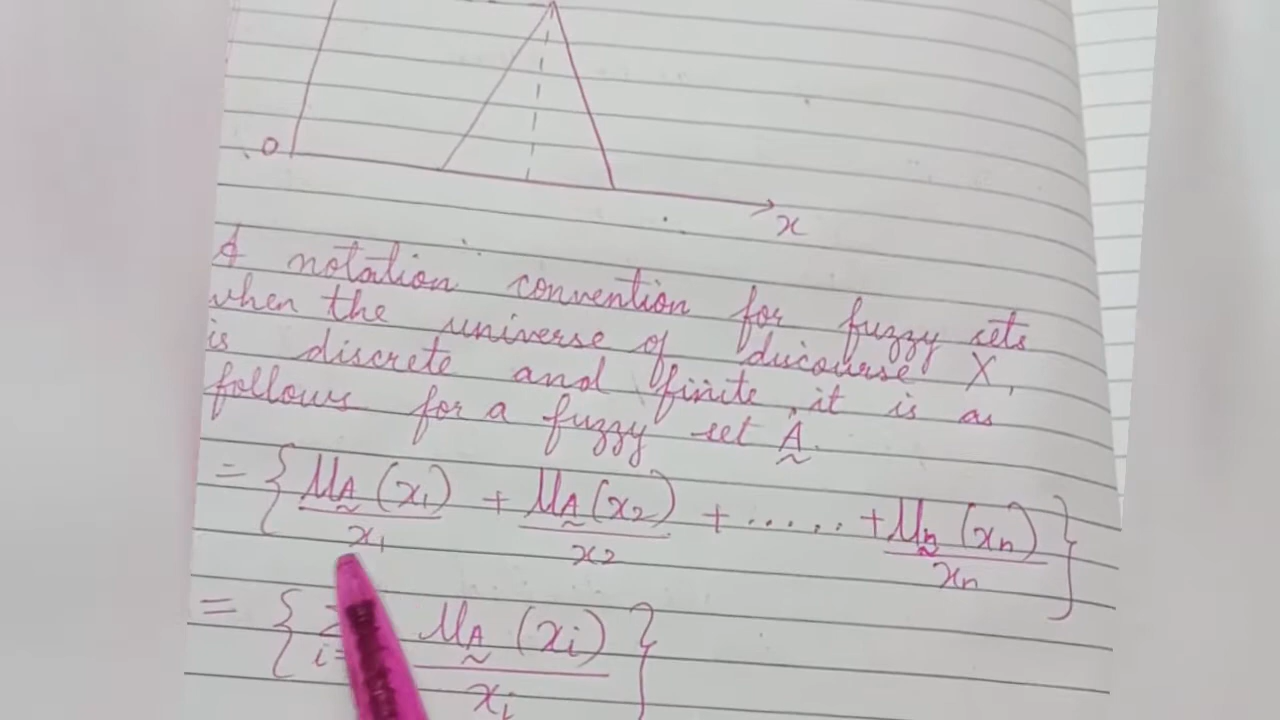 0
x
A notation convention for fuzzy sets
when the universe of discourse X,
is discrete and finite, it is as
follows for a fuzzy set A̰.
= { μA̰(x1)/x1 + μA̰(x2)/x2 + ..... + μn̰(xn)/xn }
= { Σ i= μA̰(xi)/xi }